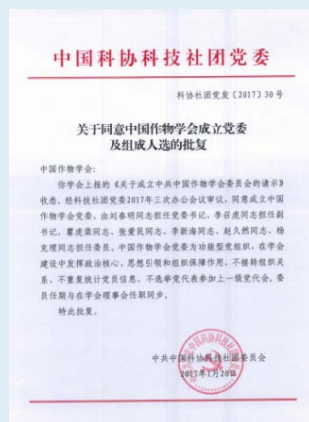 中国科协科技社团党委
科协社团党发〔2017〕30号
关于同意中国作物学会成立党委
及组成人选的批复
中国作物学会：
你学会上报的《关于成立中共中国作物学会委员会的请示》
收悉。经科技社团党委2017年三次办公会议审议，同意成立中国
作物学会党委，由刘春明同志任党委书记，李召虎同志担任副
书记，瞿虎渠同志、张爱民同志、李新海同志、赵久然同志、杨
克理同志担任委员。中国作物学会党委为功能型党组织，在学会
建设中发挥政治核心、思想引领和组织保障作用，不接转组织关
系、不重复统计党员信息、不选举党代表参加上一级党代会。委
员任期与在学会理事会任职同步。
特此批复。
中共中国科协科技社团委员会
2017年1月20日